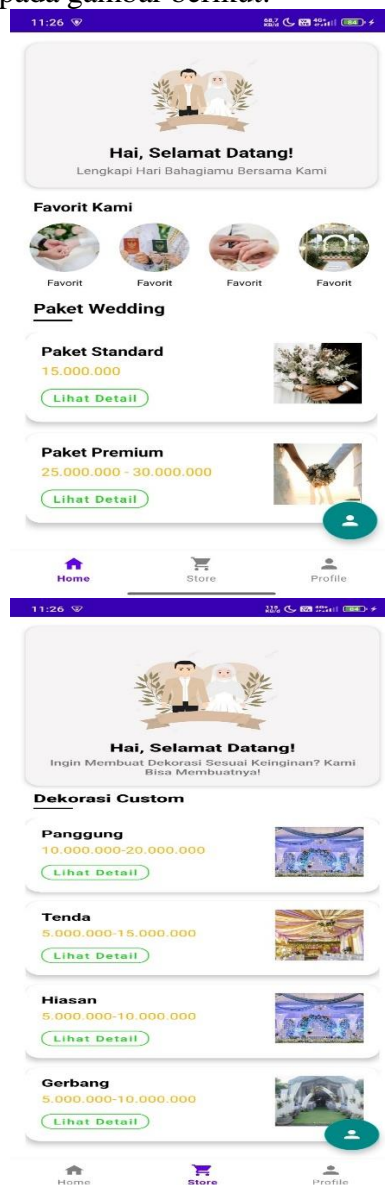 pada gambar berikut:
11:26
Hai, Selamat Datang!
Lengkapi Hari Bahagiamu Bersama Kami
Favorit Kami
Favorit Favorit Favorit Favorit
Paket Wedding
Paket Standard
15.000.000
Lihat Detail
Paket Premium
25.000.000 - 30.000.000
Lihat Detail
Home Store Profile
11:26
Hai, Selamat Datang!
Ingin Membuat Dekorasi Sesuai Keinginan? Kami
Bisa Membuatnya!
Dekorasi Custom
Panggung
10.000.000-20.000.000
Lihat Detail
Tenda
5.000.000-15.000.000
Lihat Detail
Hiasan
5.000.000-10.000.000
Lihat Detail
Gerbang
5.000.000-10.000.000
Lihat Detail
Home Store Profile